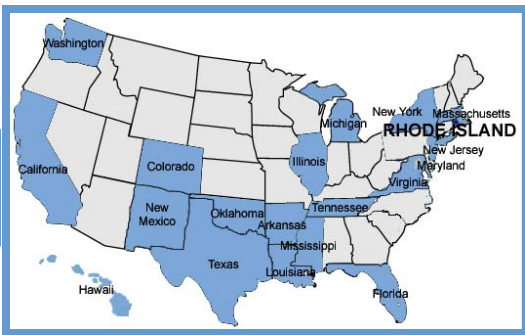 Washington
New York
Massachusetts
Michigan
RHODE ISLAND
New Jersey
Illinois
Maryland
California
Colorado
Virginia
New
Mexico
Oklahoma
Arkansas
Tennessee
Mississippi
Texas
Louisiana
Hawaii
Florida